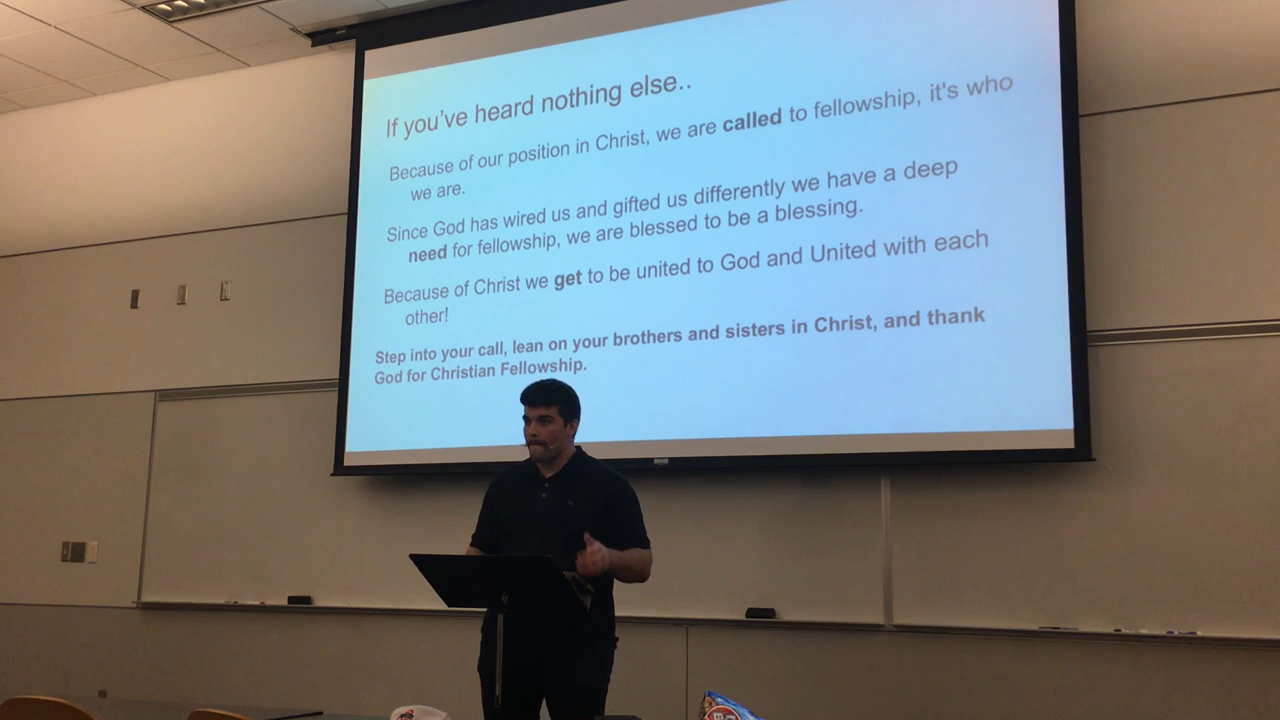 If you've heard nothing else..
Because of our position in Christ, we are called to fellowship, it's who
we are.
Since God has wired us and gifted us differently we have a deep
need for fellowship, we are blessed to be a blessing.
Because of Christ we get to be united to God and United with each
other!
Step into your call, lean on your brothers and sisters in Christ, and thank
God for Christian Fellowship.